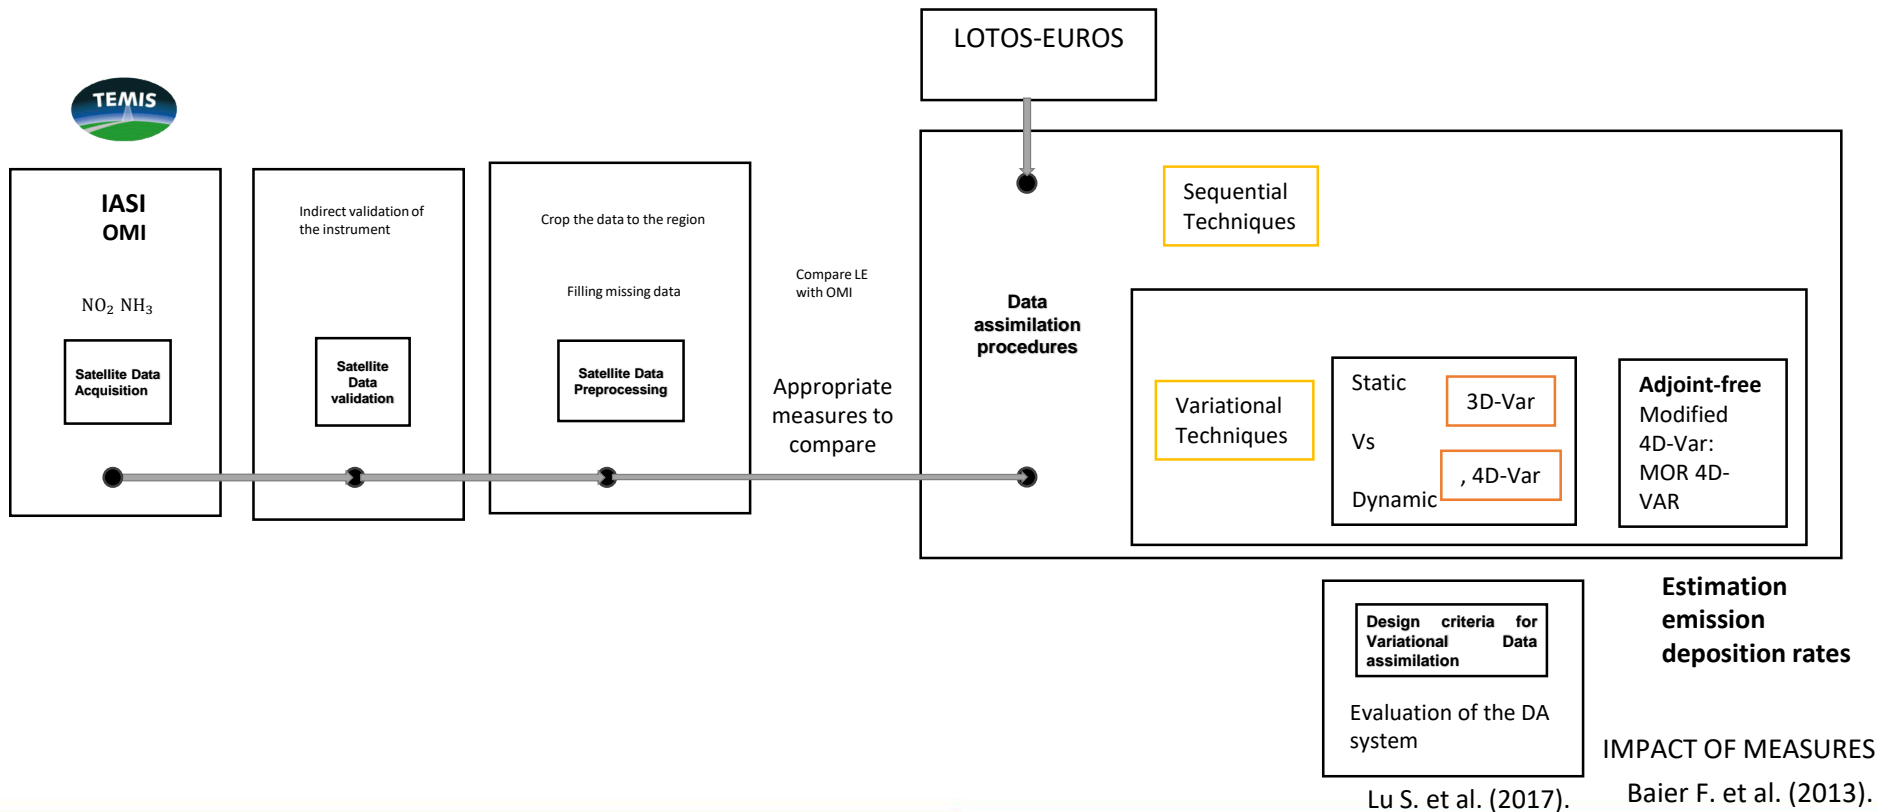 LOTOS-EUROS
TEMIS
IASI
OMI
NO₂ NH₃
Satellite Data
Acquisition
Indirect validation of
the instrument
Satellite
Data
validation
Crop the data to the region
Filling missing data
Satellite Data
Preprocessing
Compare LE
with OMI
Appropriate
measures to
compare
Data
assimilation
procedures
Sequential
Techniques
Variational
Techniques
Static
3D-Var
Vs
, 4D-Var
Dynamic
Adjoint-free
Modified
4D-Var:
MOR 4D-
VAR
Design criteria for
Variational Data
assimilation
Evaluation of the DA
system
Lu S. et al. (2017).
Estimation
emission
deposition rates
IMPACT OF MEASURES
Baier F. et al. (2013).